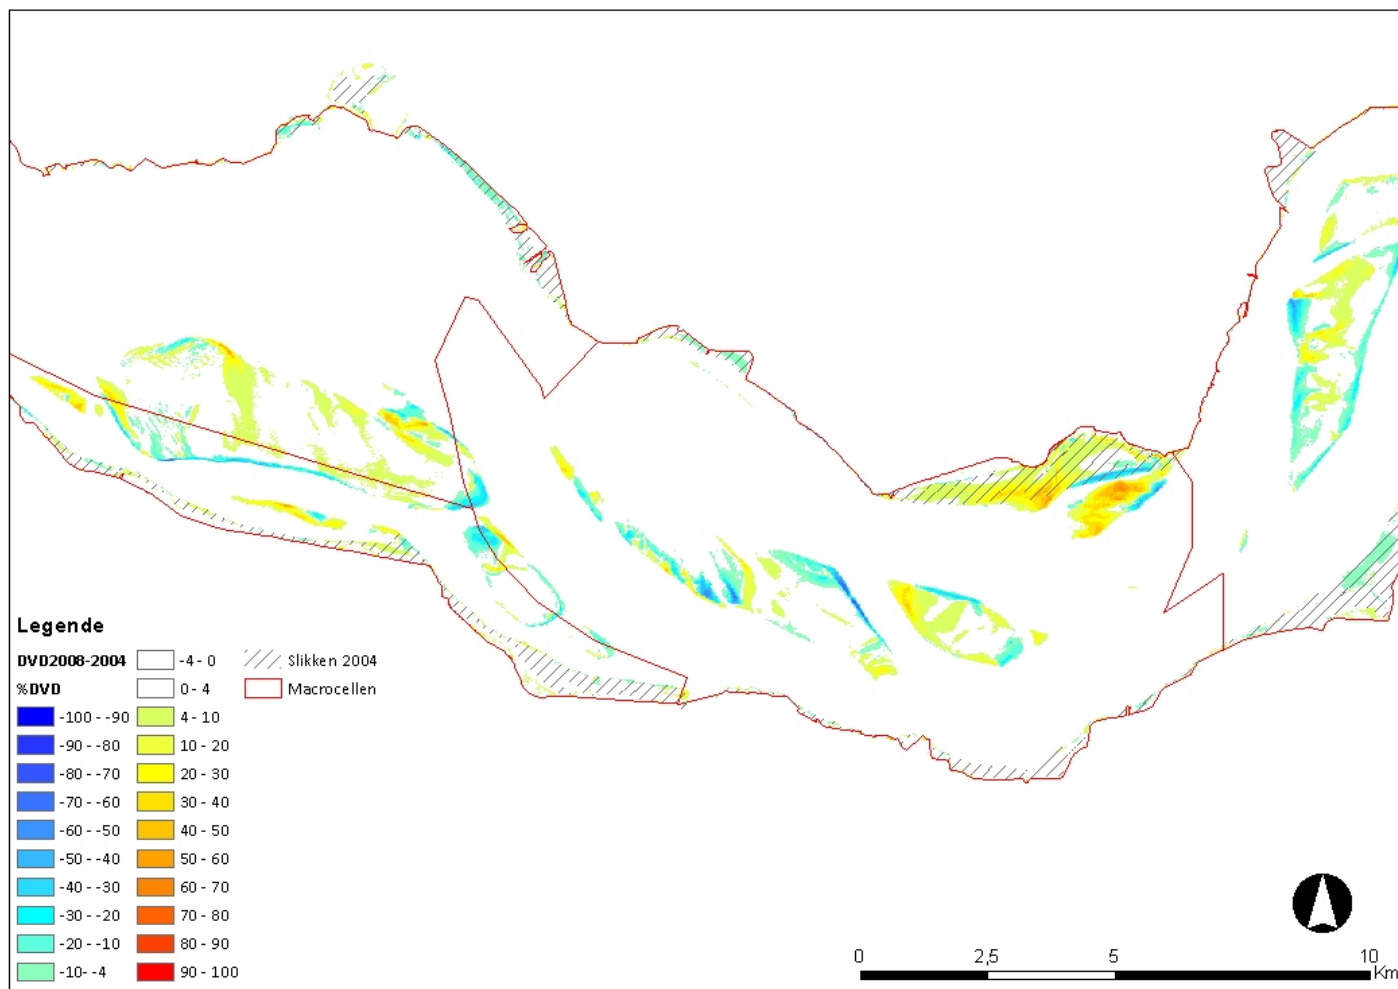 Legende
DVD2008-2004 -4 - 0 Slikken 2004
%DVD 0 - 4 Macrocellen
-100 - -90 4 - 10
-90 - -80 10 - 20
-80 - -70 20 - 30
-70 - -60 30 - 40
-60 - -50 40 - 50
-50 - -40 50 - 60
-40 - -30 60 - 70
-30 - -20 70 - 80
-20 - -10 80 - 90
-10- -4 90 - 100
0 2,5 5 10
Km